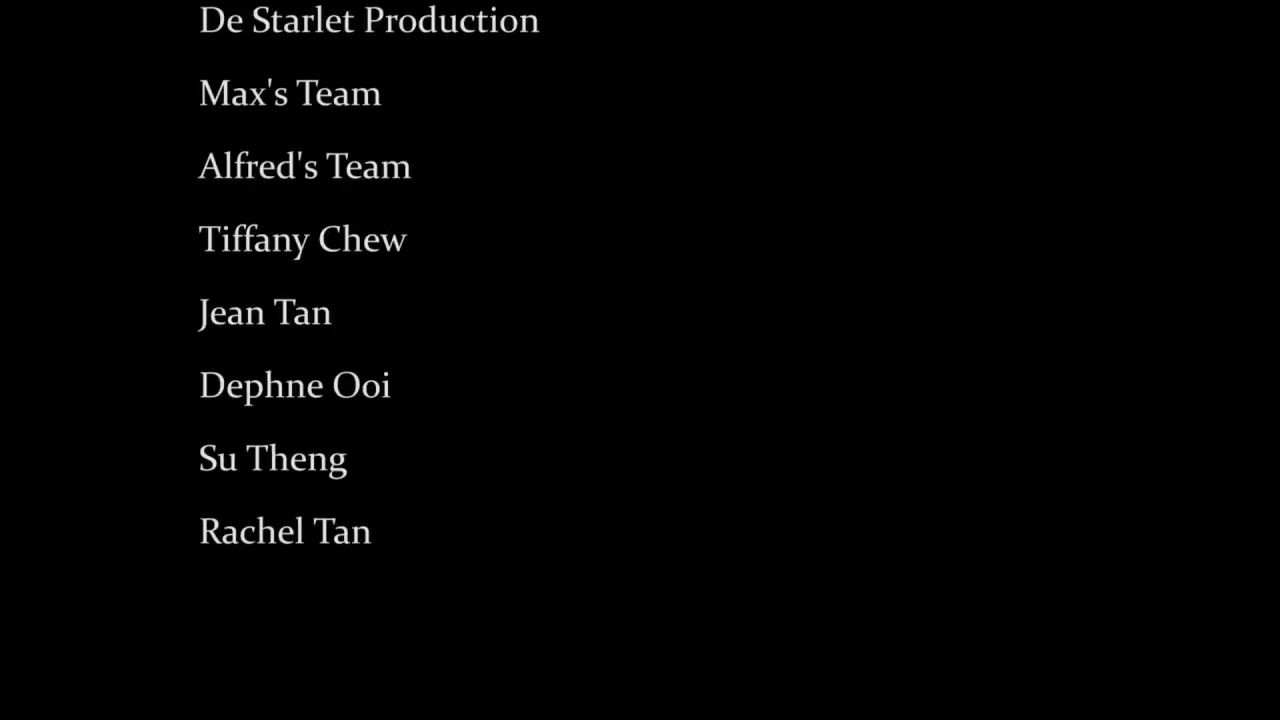 De Starlet Production
Max's Team
Alfred's Team
Tiffany Chew
Jean Tan
Dephne Ooi
Su Theng
Rachel Tan